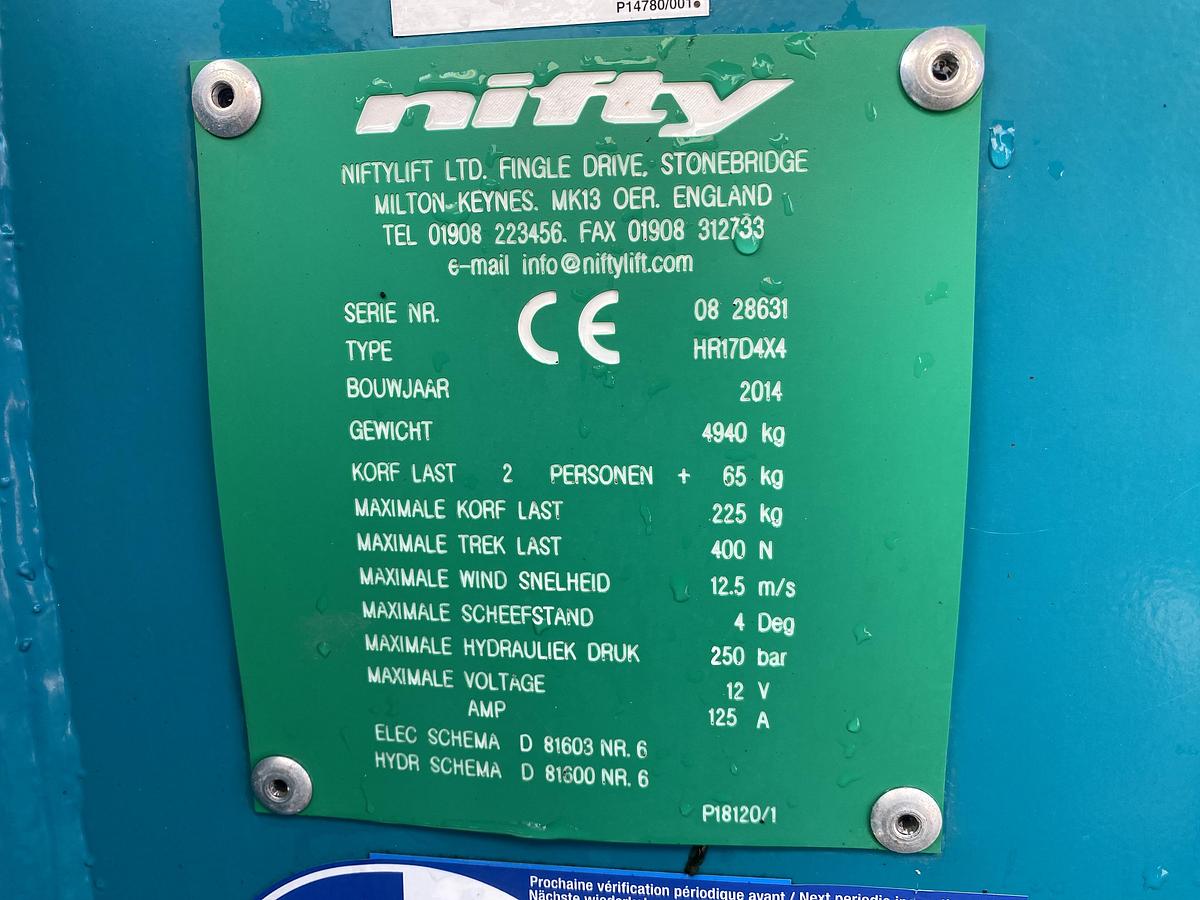 P14780/001
nifty
NIFTYLIFT LTD. FINGLE DRIVE, STONEBRIDGE
MILTON KEYNES. MK13 OER. ENGLAND
TEL 01908 223456. FAX 01908 312733
e-mail info@niftylift.com
SERIE NR. CE 08 28631
TYPE HR17D4X4
BOUWJAAR 2014
GEWICHT 4940 kg
KORF LAST 2 PERSONEN + 65 kg
MAXIMALE KORF LAST 225 kg
MAXIMALE TREK LAST 400 N
MAXIMALE WIND SNELHEID 12.5 m/s
MAXIMALE SCHEEFSTAND 4 Deg
MAXIMALE HYDRAULIEK DRUK 250 bar
MAXIMALE VOLTAGE 12 V
AMP 125 A
ELEC SCHEMA D 81603 NR. 6
HYDR SCHEMA D 81600 NR. 6
P18120/1
Prochaine vérification périodique avant / Next periodic
Nächste